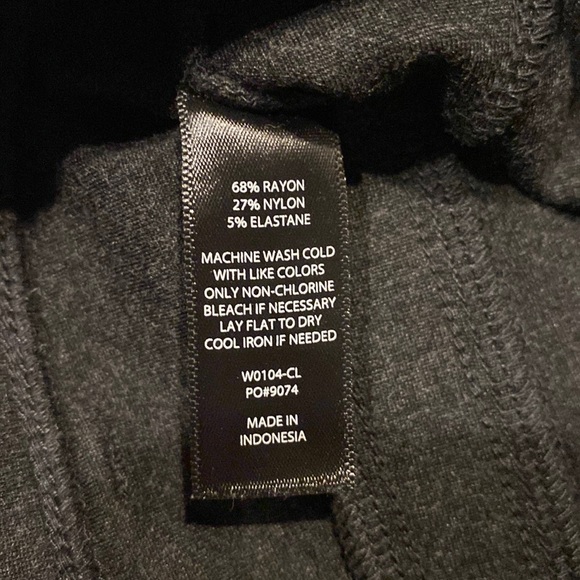 68% RAYON
27% NYLON
5% ELASTANE
MACHINE WASH COLD
WITH LIKE COLORS
ONLY NON-CHLORINE
BLEACH IF NECESSARY
LAY FLAT TO DRY
COOL IRON IF NEEDED
W0104-CL
PO#9074
MADE IN
INDONESIA